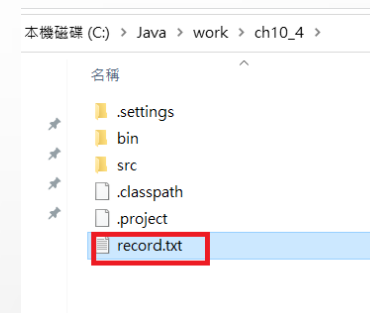 本機磁碟 (C:) > Java > work > ch10_4 >
名稱
.settings
bin
src
.classpath
.project
record.txt